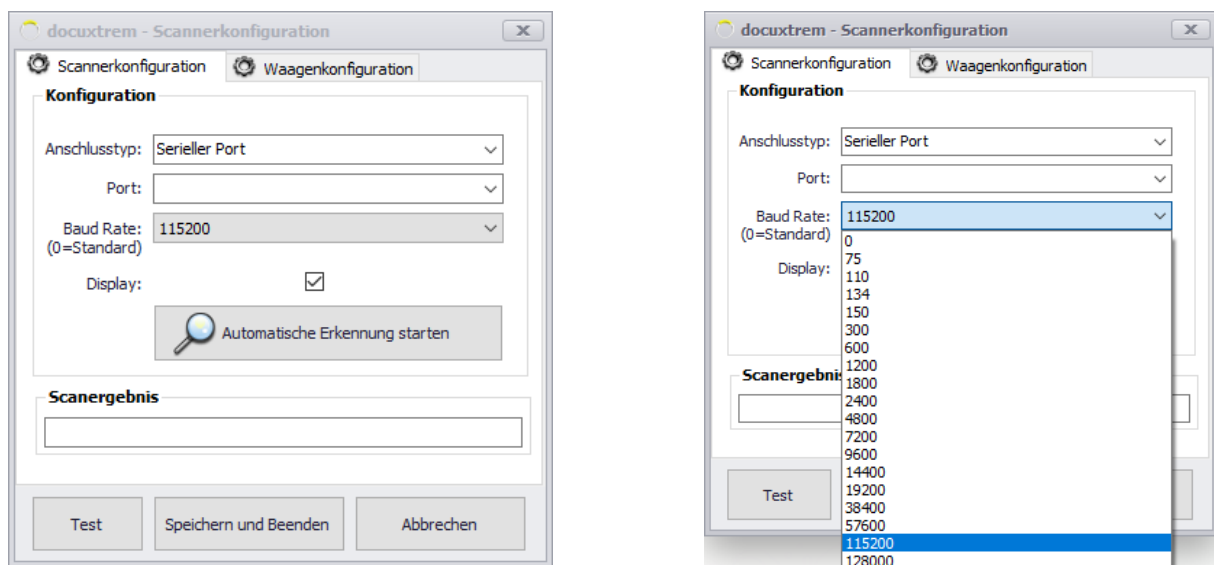 docuxtrem - Scannerkonfiguration
Scannerkonfiguration
Waagenkonfiguration
Konfiguration
Anschlusstyp:
Serieller Port
Port:
Baud Rate:
(0=Standard)
115200
Display:
Automatische Erkennung starten
Scanergebnis
Test
Speichern und Beenden
Abbrechen
docuxtrem - Scannerkonfiguration
Scannerkonfiguration
Waagenkonfiguration
Konfiguration
Anschlusstyp:
Serieller Port
Port:
Baud Rate:
(0=Standard)
115200
Display:
0
75
110
134
150
300
600
1200
1800
2400
4800
7200
9600
14400
19200
38400
57600
115200
128000
Scanergebnis
Test